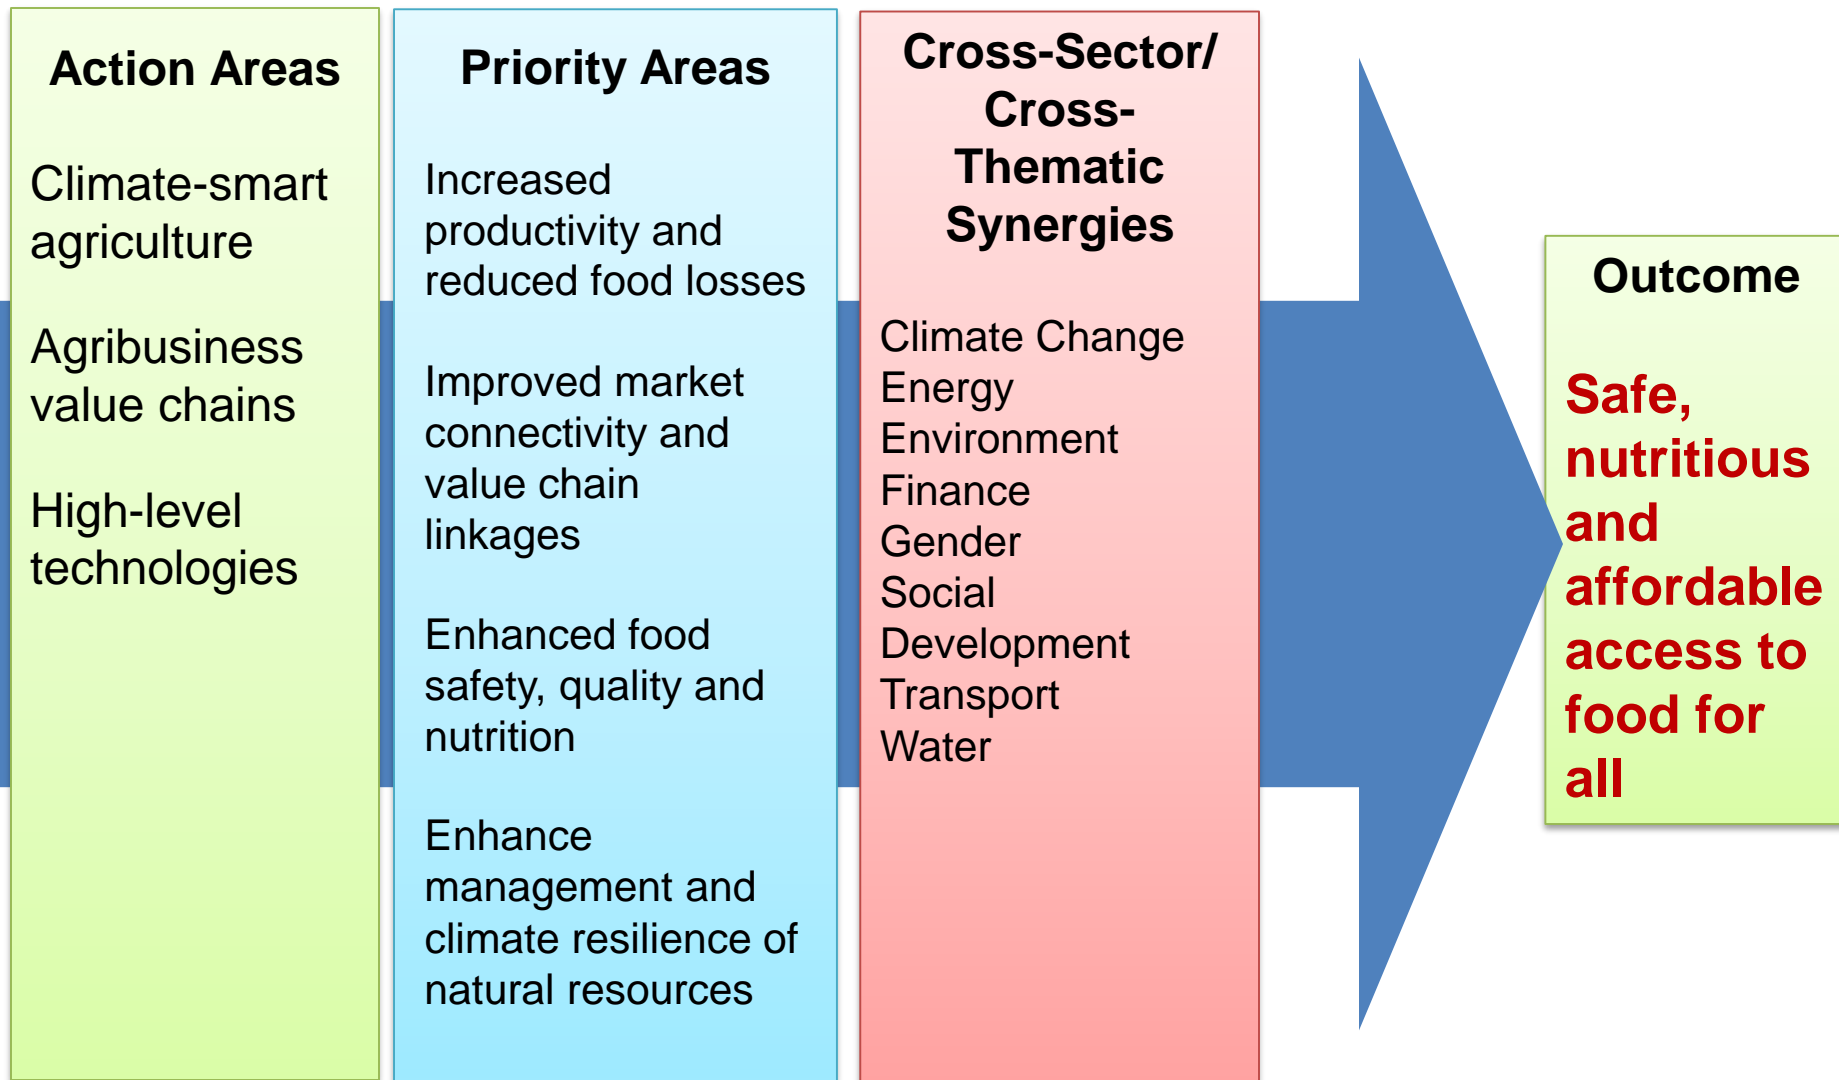 Action Areas
Climate-smart
agriculture
Agribusiness
value chains
High-level
technologies
Priority Areas
Increased
productivity and
reduced food losses
Improved market
connectivity and
value chain
linkages
Enhanced food
safety, quality and
nutrition
Enhance
management and
climate resilience of
natural resources
Cross-Sector/
Cross-
Thematic
Synergies
Climate Change
Energy
Environment
Finance
Gender
Social
Development
Transport
Water
Outcome
Safe,
nutritious
and
affordable
access to
food for
all